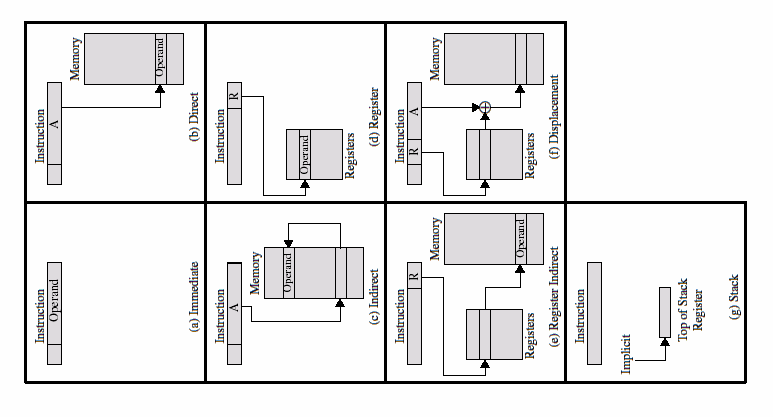 Instruction
Operand
(a) Immediate
Instruction
A
Memory
Operand
(b) Direct
Instruction
A
Memory
Operand
(c) Indirect
Instruction
R
Operand
Registers
(d) Register
Instruction
R
Memory
Operand
Registers
(e) Register Indirect
Instruction
R
A
Memory
Registers
(f) Displacement
Instruction
Implicit
Top of Stack
Register
(g) Stack